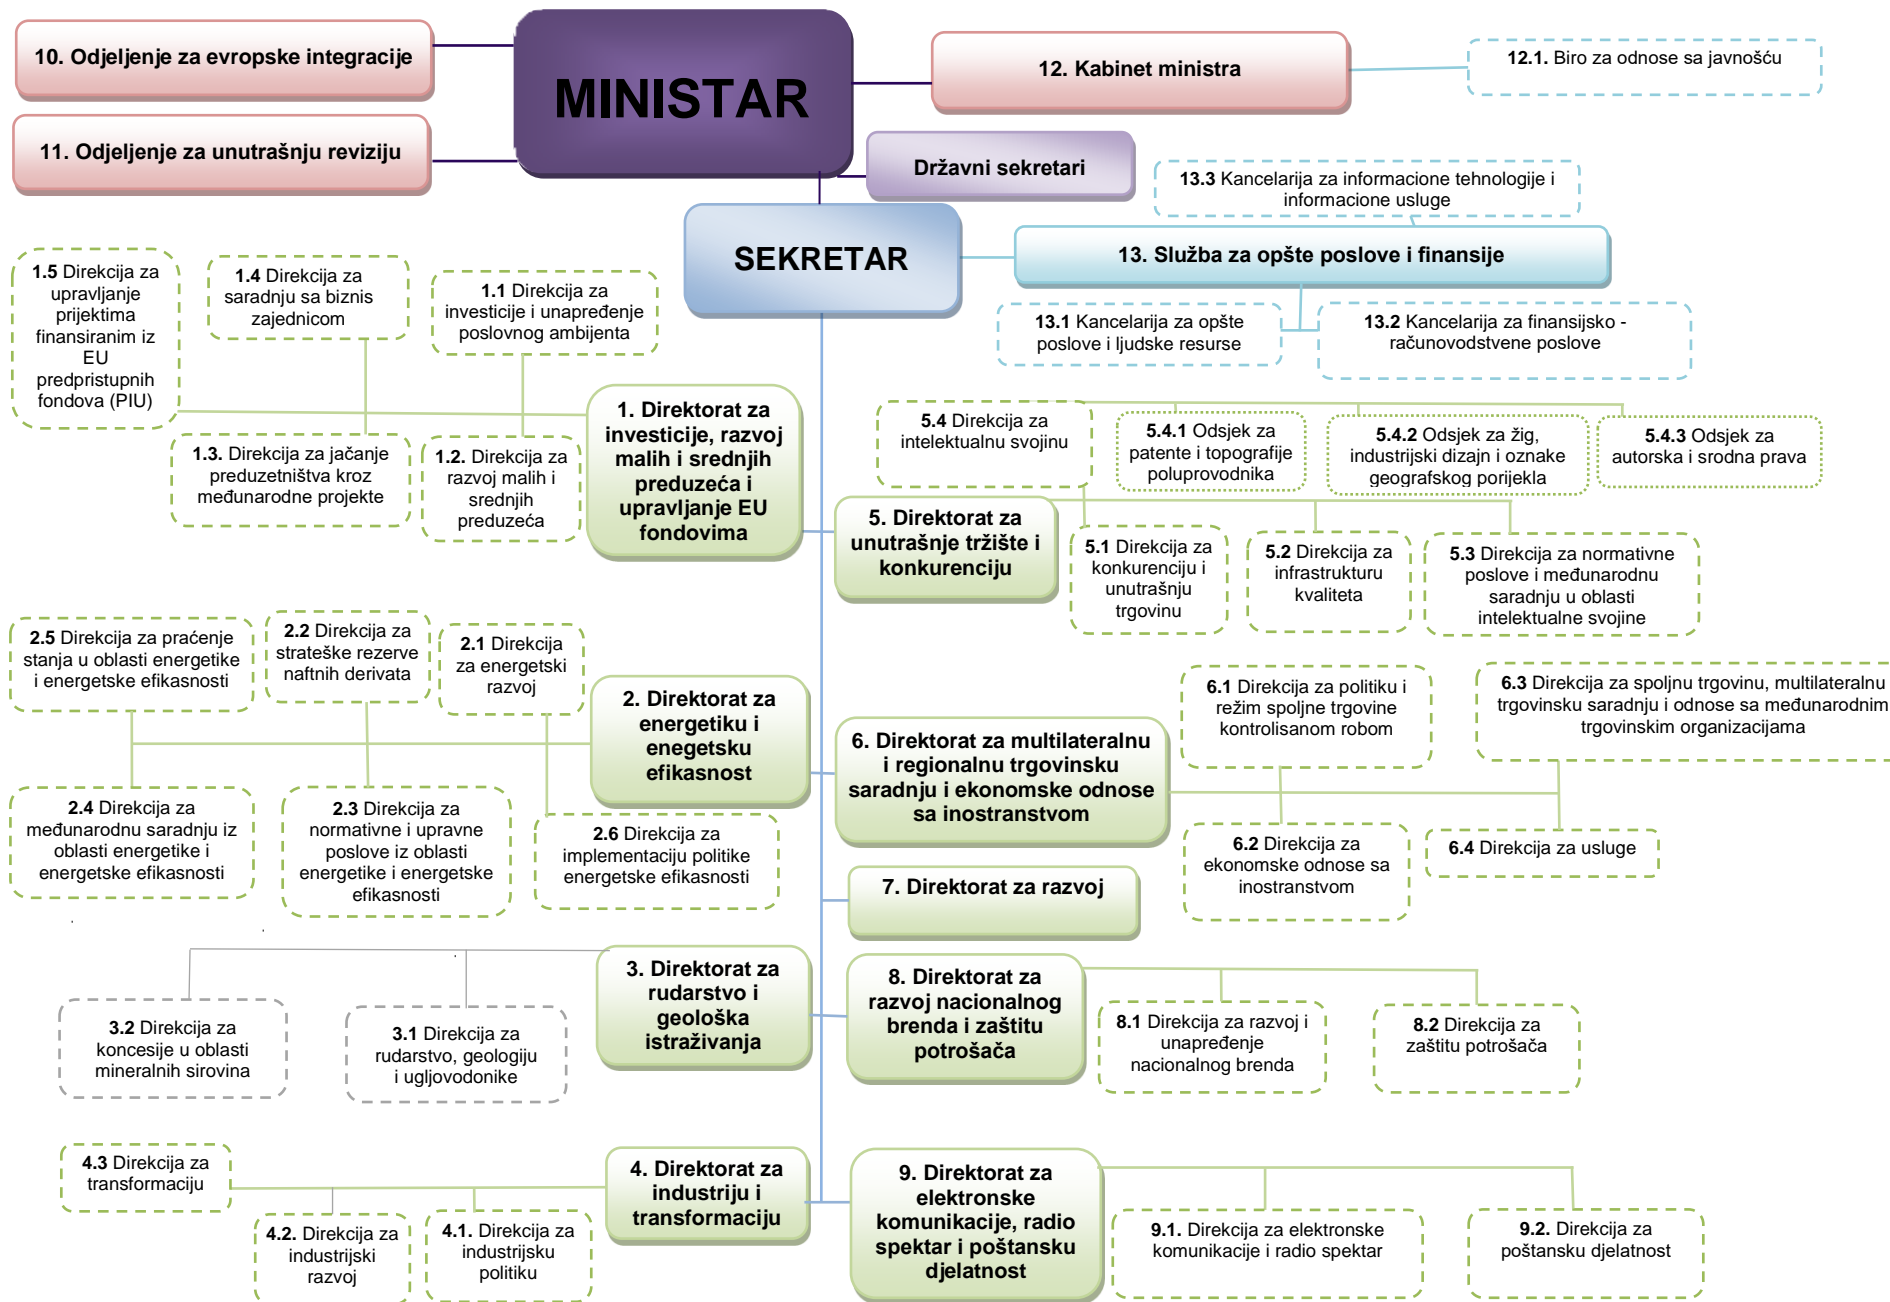 10. Odjeljenje za evropske integracije
MINISTAR
12. Kabinet ministra
12.1. Biro za odnose sa javnošću
11. Odjeljenje za unutrašnju reviziju
Državni sekretari
13.3 Kancelarija za informacione tehnologije i
informacione usluge
SEKRETAR
13. Služba za opšte poslove i finansije
13.1 Kancelarija za opšte
poslove i ljudske resurse
13.2 Kancelarija za finansijsko -
računovodstvene poslove
1.5 Direkcija za
upravljanje
prijektima
finansiranim iz
EU
predpristupnih
fondova (PIU)
1.4 Direkcija za
saradnju sa biznis
zajednicom
1.1 Direkcija za
investicije i unapređenje
poslovnog ambijenta
1.3. Direkcija za jačanje
preduzetništva kroz
međunarodne projekte
1.2. Direkcija za
razvoj malih i
srednjih
preduzeća
1. Direktorat za
investicije, razvoj
malih i srednjih
preduzeća i
upravljanje EU
fondovima
5.4 Direkcija za
intelektualnu svojinu
5.4.1 Odsjek za
patente i topografije
poluprovodnika
5.4.2 Odsjek za žig,
industrijski dizajn i oznake
geografskog porijekla
5.4.3 Odsjek za
autorska i srodna prava
5. Direktorat za
unutrašnje tržište i
konkurenciju
5.1 Direkcija za
konkurenciju i
unutrašnju
trgovinu
5.2 Direkcija za
infrastrukturu
kvaliteta
5.3 Direkcija za normativne
poslove i međunarodnu
saradnju u oblasti
intelektualne svojine
2.5 Direkcija za praćenje
stanja u oblasti energetike
i energetske efikasnosti
2.2 Direkcija za
strateške rezerve
naftnih derivata
2.1 Direkcija
za energetski
razvoj
2. Direktorat za
energetiku i
enegetsku
efikasnost
2.4 Direkcija za
međunarodnu saradnju iz
oblasti energetike i
energetske efikasnosti
2.3 Direkcija za
normativne i upravne
poslove iz oblasti
energetike i energetske
efikasnosti
2.6 Direkcija za
implementaciju politike
energetske efikasnosti
6. Direktorat za multilateralnu
i regionalnu trgovinsku
saradnju i ekonomske odnose
sa inostranstvom
6.1 Direkcija za politiku i
režim spoljne trgovine
kontrolisanom robom
6.3 Direkcija za spoljnu trgovinu, multilateralnu
trgovinsku saradnju i odnose sa međunarodnim
trgovinskim organizacijama
6.2 Direkcija za
ekonomske odnose sa
inostranstvom
6.4 Direkcija za usluge
7. Direktorat za razvoj
3. Direktorat za
rudarstvo i
geološka
istraživanja
3.2 Direkcija za
koncesije u oblasti
mineralnih sirovina
3.1 Direkcija za
rudarstvo, geologiju
i ugljovodonike
8. Direktorat za
razvoj nacionalnog
brenda i zaštitu
potrošača
8.1 Direkcija za razvoj i
unapređenje
nacionalnog brenda
8.2 Direkcija za
zaštitu potrošača
4.3 Direkcija za
transformaciju
4.2. Direkcija za
industrijski
razvoj
4.1. Direkcija za
industrijsku
politiku
4. Direktorat za
industriju i
transformaciju
9. Direktorat za
elektronske
komunikacije, radio
spektar i poštansku
djelatnost
9.1. Direkcija za elektronske
komunikacije i radio spektar
9.2. Direkcija za
poštansku djelatnost